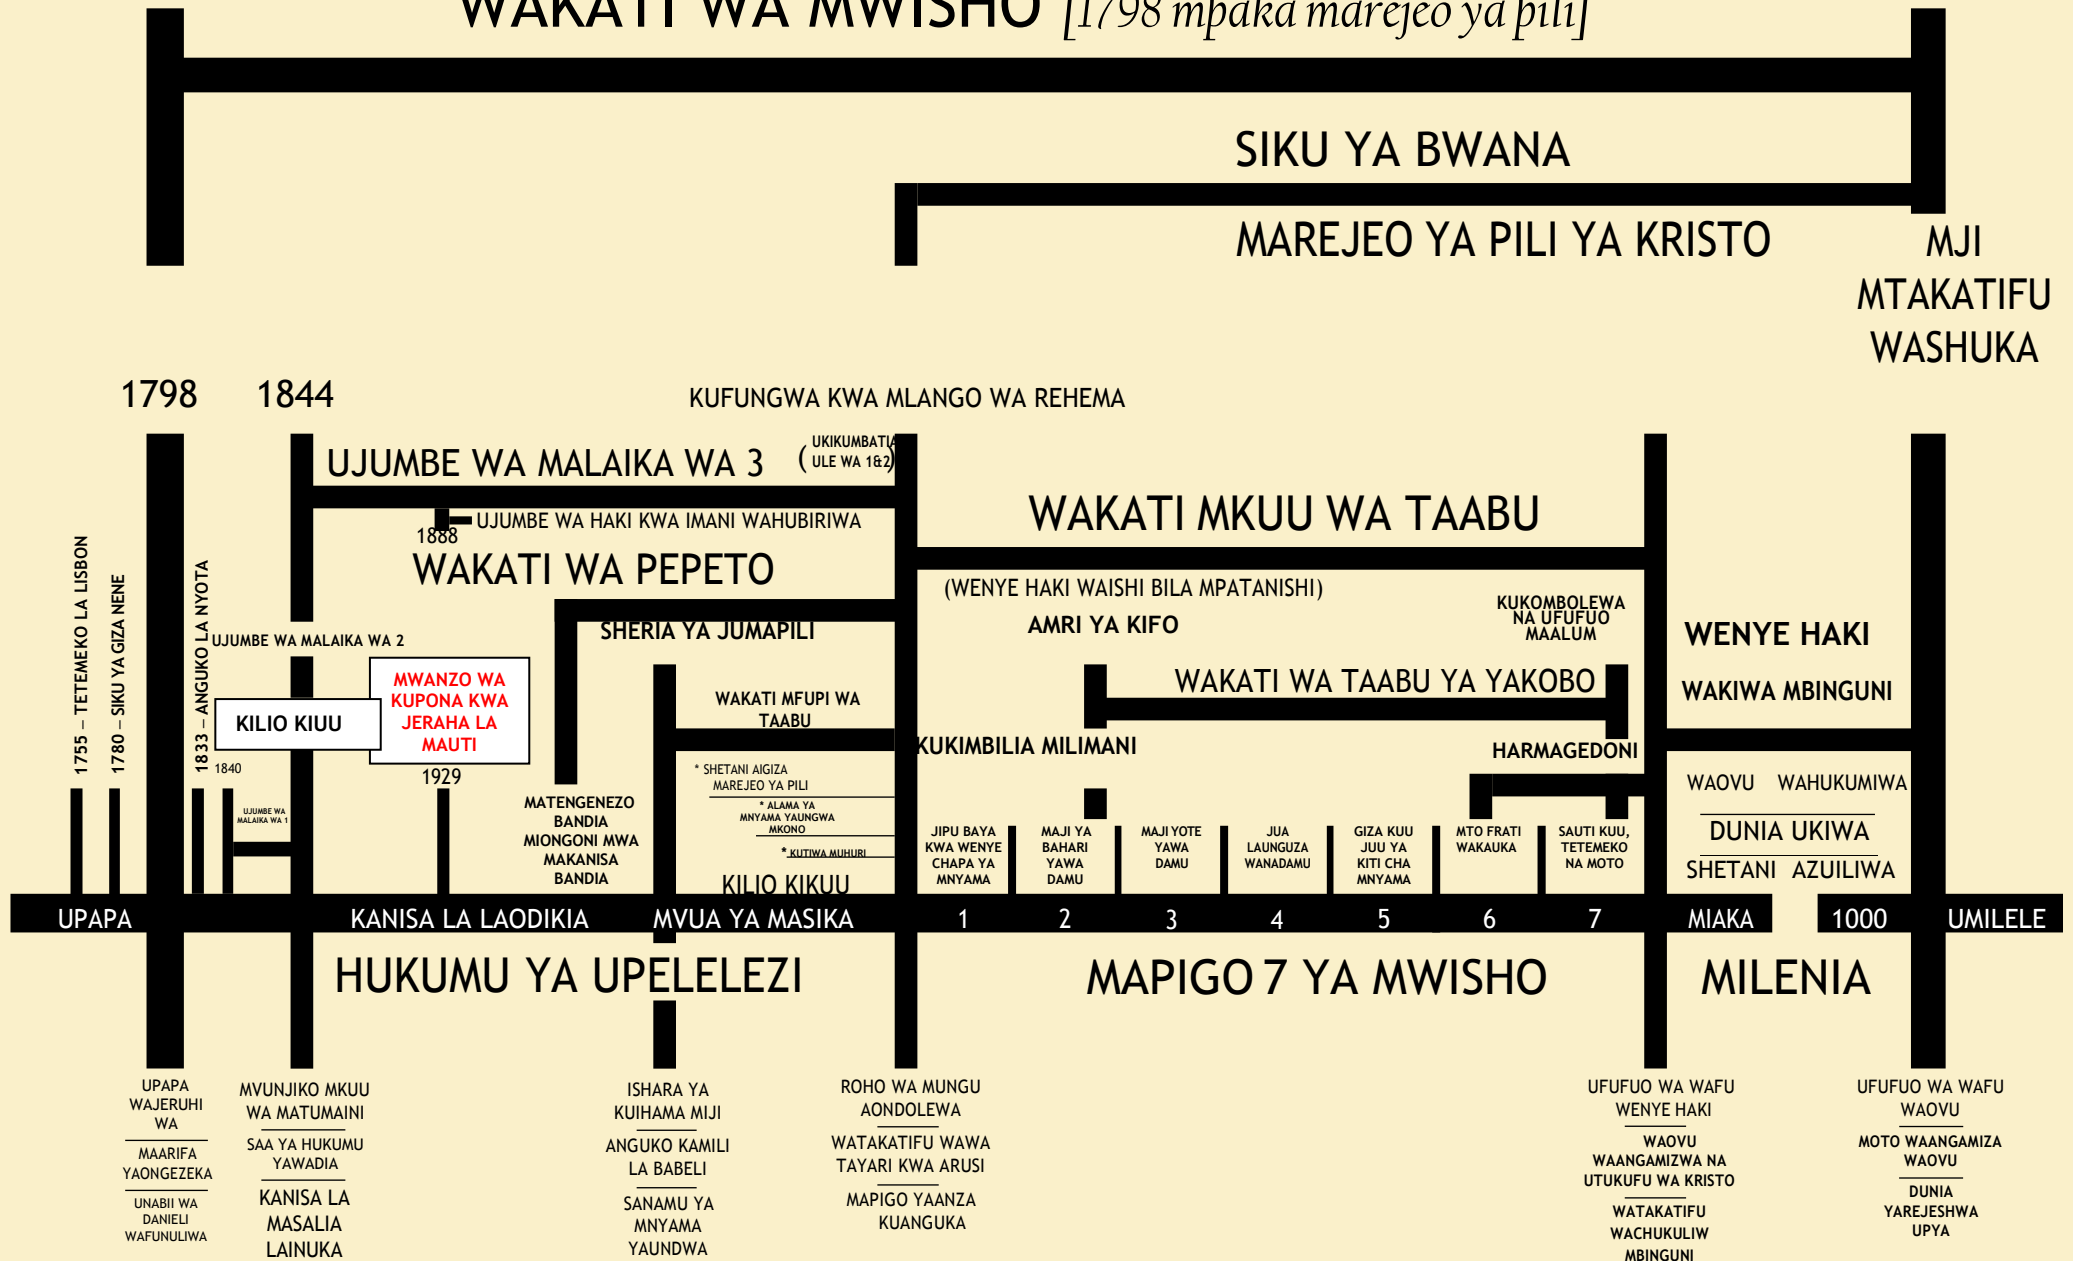 WAKATI WA MWISHO [1798 mpaka marejeo ya pili]
SIKU YA BWANA
MAREJEO YA PILI YA KRISTO
MJI
MTAKATIFU
WASHUKA
1798
1844
KUFUNGWA KWA MLANGO WA REHEMA
UJUMBE WA MALAIKA WA 3
( UKIKUMBATIA
ULE WA 1&2)
1888
UJUMBE WA HAKI KWA IMANI WAHUBIRIWA
WAKATI WA PEPETO
WAKATI MKUU WA TAABU
(WENYE HAKI WAISHI BILA MPATANISHI)
AMRI YA KIFO
KUKOMBOLEWA
NA UFUFUO
MAALUM
WENYE HAKI
WAKIWA MBINGUNI
1755 – TETEMEKO LA LISBON
1780 – SIKU YA GIZA NENE
1833 – ANGUKO LA NYOTA
UJUMBE WA MALAIKA WA 2
SHERIA YA JUMAPILI
MWANZO WA
KUPONA KWA
JERAHA LA
MAUTI
KILIO KIUU
1840
1929
UJUMBE WA
MALAIKA WA 1
WAKATI MFUPI WA
TAABU
WAKATI WA TAABU YA YAKOBO
KUKIMBILIA MILIMANI
HARMAGEDONI
* SHETANI AIGIZA
MAREJEO YA PILI
* ALAMA YA
MNYAMA YAUNGWA
MKONO
* KUTIWA MUHURI
KILIO KIKUU
MATENGENEZO
BANDIA
MIONGONI MWA
MAKANISA
BANDIA
JIPU BAYA
KWA WENYE
CHAPA YA
MNYAMA
MAJI YA
BAHARI
YAWA
DAMU
MAJI YOTE
YAWA
DAMU
JUA
LAUNGUZA
WANADAMU
GIZA KUU
JUU YA
KITI CHA
MNYAMA
MTO FRATI
WAKAUKA
SAUTI KUU,
TETEMEKO
NA MOTO
WAOVU WAHUKUMIWA
DUNIA UKIWA
SHETANI AZUILIWA
UPAPA
KANISA LA LAODIKIA
MVUA YA MASIKA
1
2
3
4
5
6
7
MIAKA
1000
UMILELE
HUKUMU YA UPELELEZI
MAPIGO 7 YA MWISHO
MILENIA
UPAPA
WAJERUHI
WA
MAARIFA
YAONGEZEKA
UNABII WA
DANIELI
WAFUNULIWA
MVUNJIKO MKUU
WA MATUMAINI
SAA YA HUKUMU
YAWADIA
KANISA LA
MASALIA
LAINUKA
ISHARA YA
KUIHAMA MIJI
ANGUKO KAMILI
LA BABELI
SANAMU YA
MNYAMA
YAUNDWA
ROHO WA MUNGU
AONDOLEWA
WATAKATIFU WAWA
TAYARI KWA ARUSI
MAPIGO YAANZA
KUANGUKA
UFUFUO WA WAFU
WENYE HAKI
WAOVU
WAANGAMIZWA NA
UTUKUFU WA KRISTO
WATAKATIFU
WACHUKULIW
MBINGUNI
UFUFUO WA WAFU
WAOVU
MOTO WAANGAMIZA
WAOVU
DUNIA
YAREJESHWA
UPYA